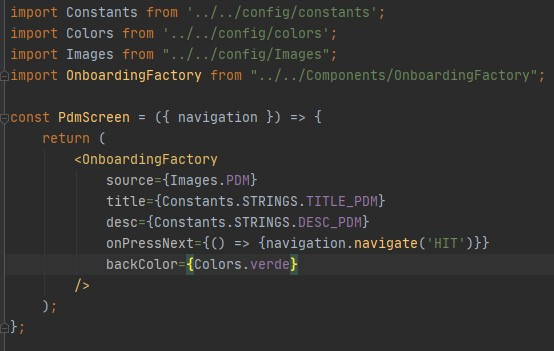 import Constants from '../../config/constants';
import Colors from '../../config/colors';
import Images from "../../config/Images";
import OnboardingFactory from "../../Components/OnboardingFactory";

const PdmScreen = ({ navigation }) => {
    return (
        <OnboardingFactory
            source={Images.PDM}
            title={Constants.STRINGS.TITLE_PDM}
            desc={Constants.STRINGS.DESC_PDM}
            onPressNext={() => {navigation.navigate('HIT')}}
            backColor={Colors.verde}
        />
    );
};